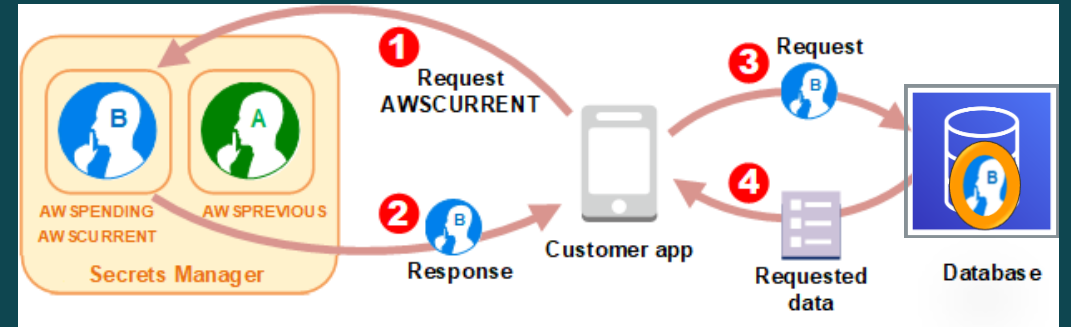 1
Request
AWSCURRENT
3
Request
B
B
A
B
AWSPENDING
AWSCURRENT
AWSPREVIOUS
2
B
Response
4
Customer app
Requested
data
Database
Secrets Manager